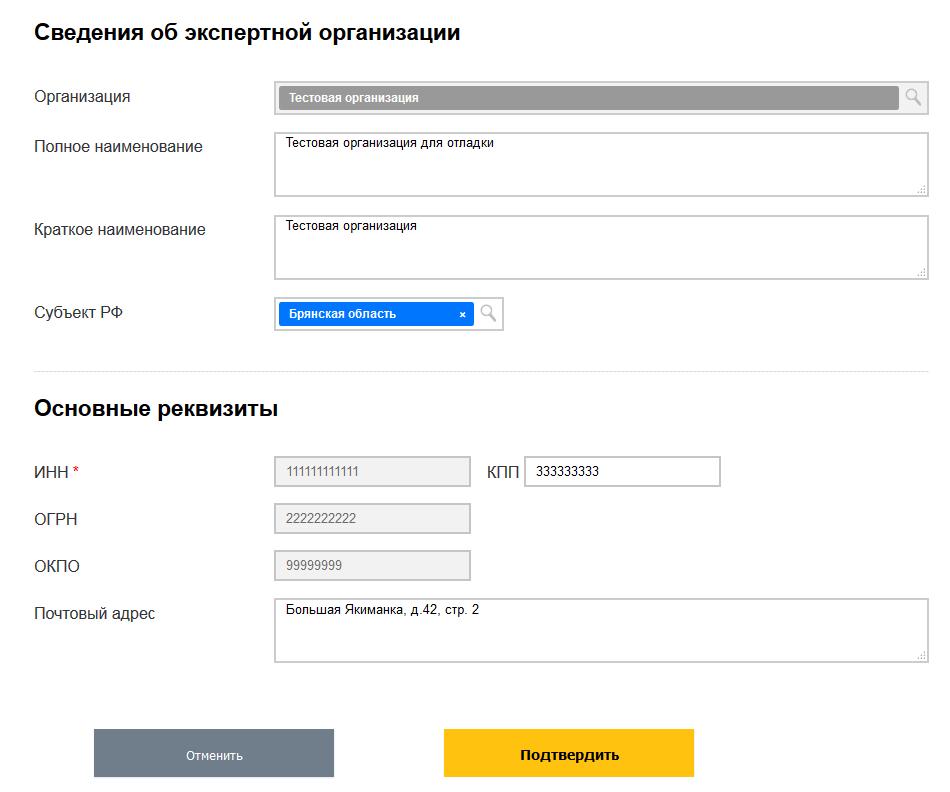 Сведения об экспертной организации
Организация Тестовая организация
Полное наименование Тестовая организация для отладки
Краткое наименование Тестовая организация
Субъект РФ Брянская область ×
Основные реквизиты
ИНН * 111111111111 КПП 333333333
ОГРН 2222222222
ОКПО 99999999
Почтовый адрес Большая Якиманка, д.42, стр. 2
Отменить Подтвердить